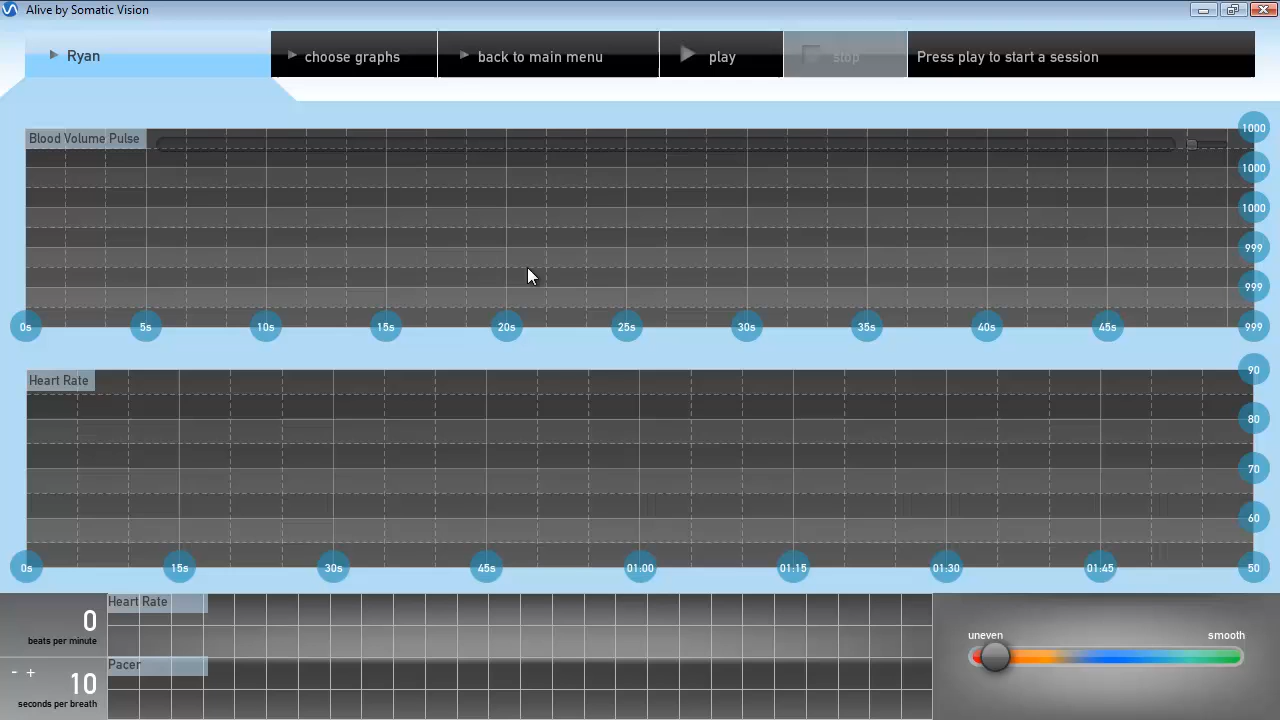 Alive by Somatic Vision
Ryan
choose graphs
back to main menu
play
stop
Press play to start a session
Blood Volume Pulse
1000
1000
1000
999
999
999
0s 5s 10s 15s 20s 25s 30s 35s 40s 45s
Heart Rate
90
80
70
60
50
0s 15s 30s 45s 01:00 01:15 01:30 01:45
0
beats per minute
Heart Rate
- +
10
seconds per breath
Pacer
uneven smooth